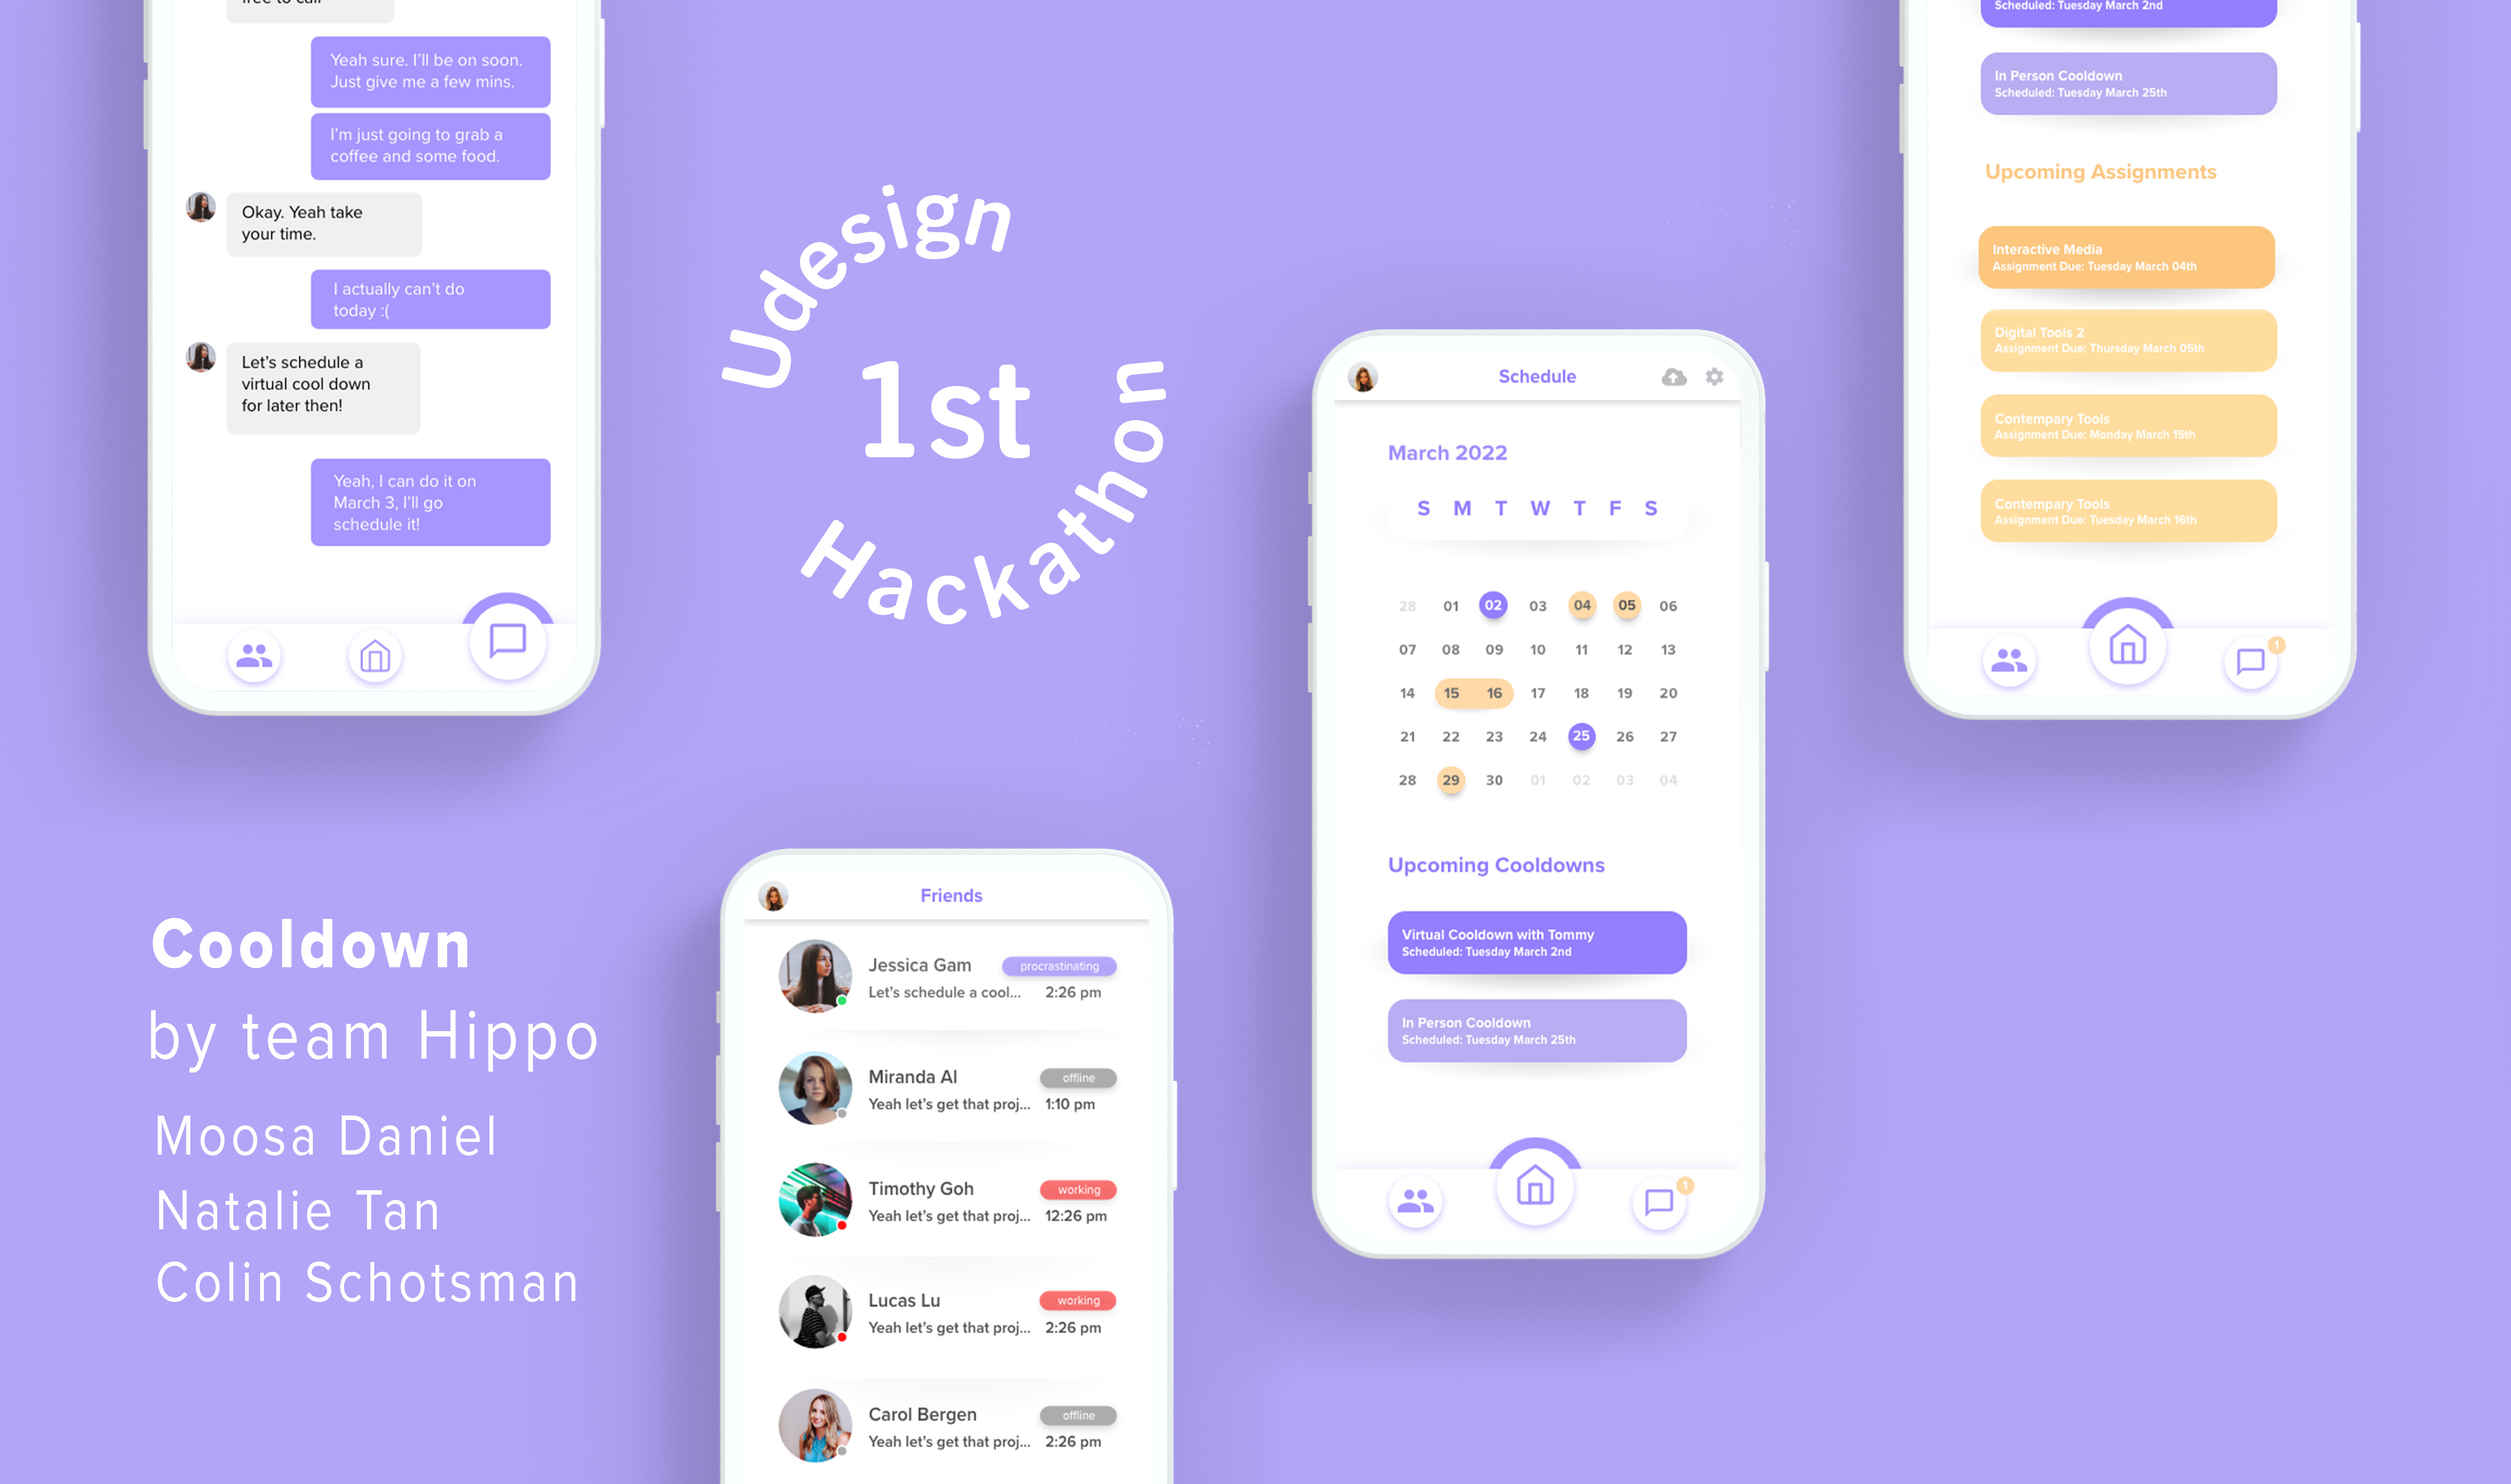 free to call
Yeah sure. I'll be on soon.
Just give me a few mins.
I'm just going to grab a
coffee and some food.
Okay. Yeah take
your time.
I actually can't do
today :(
Let's schedule a
virtual cool down
for later then!
Yeah, I can do it on
March 3, I'll go
schedule it!
Udesign
1st
Hackathon
Cooldown
by team Hippo
Moosa Daniel
Natalie Tan
Colin Schotsman
Friends
Jessica Gam procrastinating
Let's schedule a cool... 2:26 pm
Miranda Al offline
Yeah let's get that proj... 1:10 pm
Timothy Goh working
Yeah let's get that proj... 12:26 pm
Lucas Lu working
Yeah let's get that proj... 2:26 pm
Carol Bergen offline
Yeah let's get that proj... 2:26 pm
Schedule
March 2022
S M T W T F S
28 01 02 03 04 05 06
07 08 09 10 11 12 13
14 15 16 17 18 19 20
21 22 23 24 25 26 27
28 29 30 01 02 03 04
Upcoming Cooldowns
Virtual Cooldown with Tommy
Scheduled: Tuesday March 2nd
In Person Cooldown
Scheduled: Tuesday March 25th
1
Scheduled: Tuesday March 2nd
In Person Cooldown
Scheduled: Tuesday March 25th
Upcoming Assignments
Interactive Media
Assignment Due: Tuesday March 04th
Digital Tools 2
Assignment Due: Thursday March 05th
Contempary Tools
Assignment Due: Monday March 15th
Contempary Tools
Assignment Due: Tuesday March 16th
1